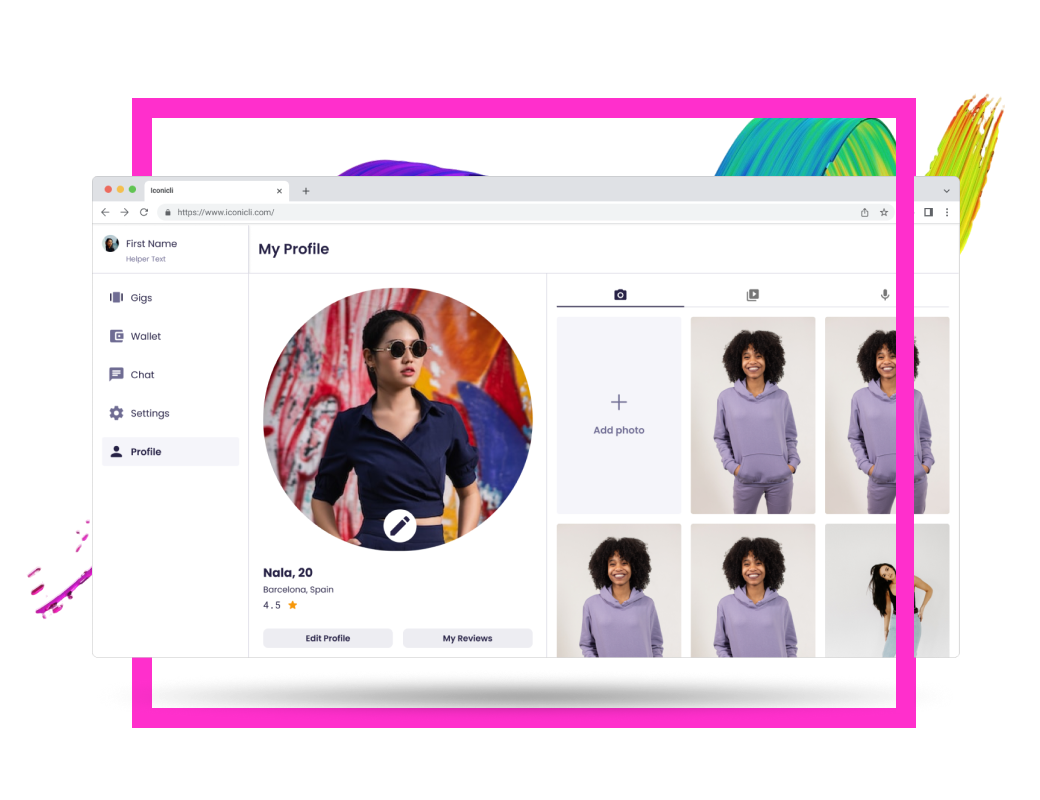 Iconicli
https://www.iconicli.com/
First Name
Helper Text
My Profile
Gigs
Wallet
Chat
Settings
Profile
Add photo
Nala, 20
Barcelona, Spain
4.5
Edit Profile
My Reviews